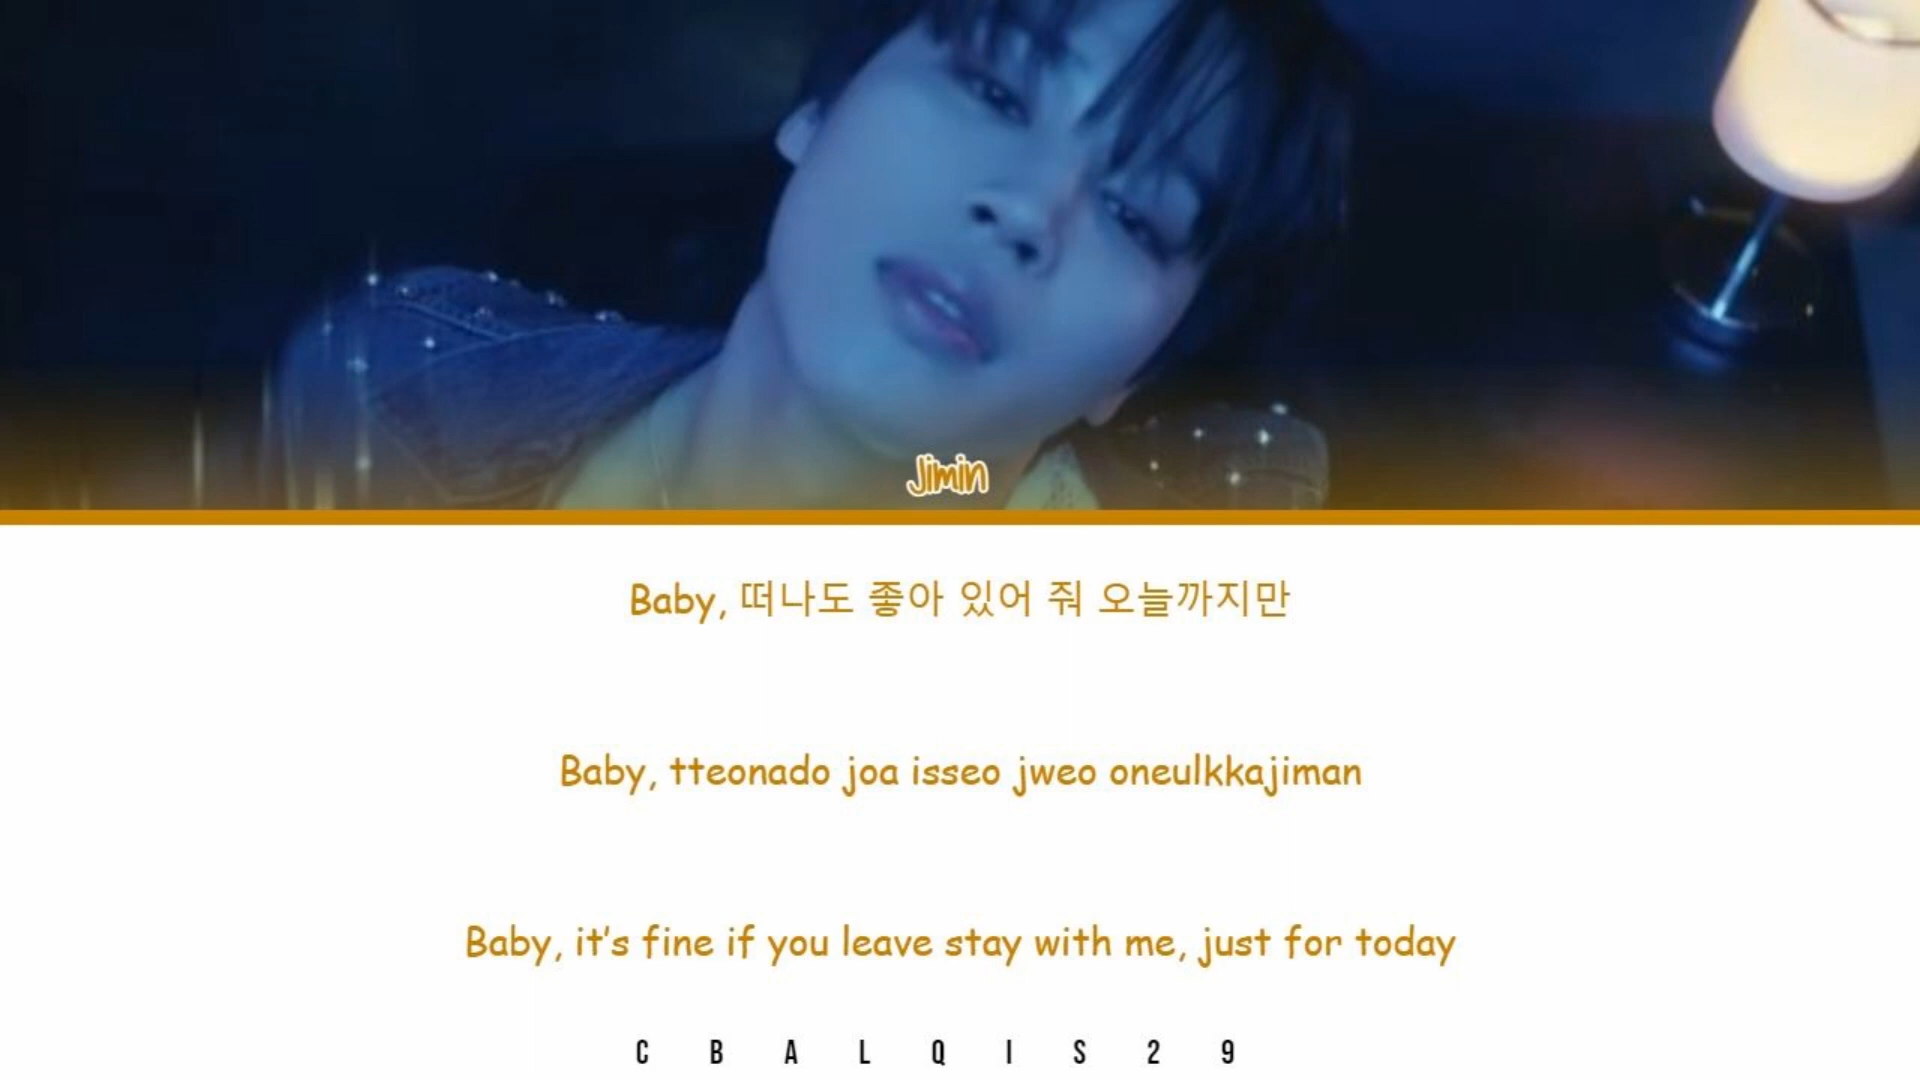 Jimin
Baby, 떠나도 좋아 있어 줘 오늘까지만
Baby, tteonado joa isseo jweo oneulkkajiman
Baby, it's fine if you leave stay with me, just for today
C B A L Q I S 2 9